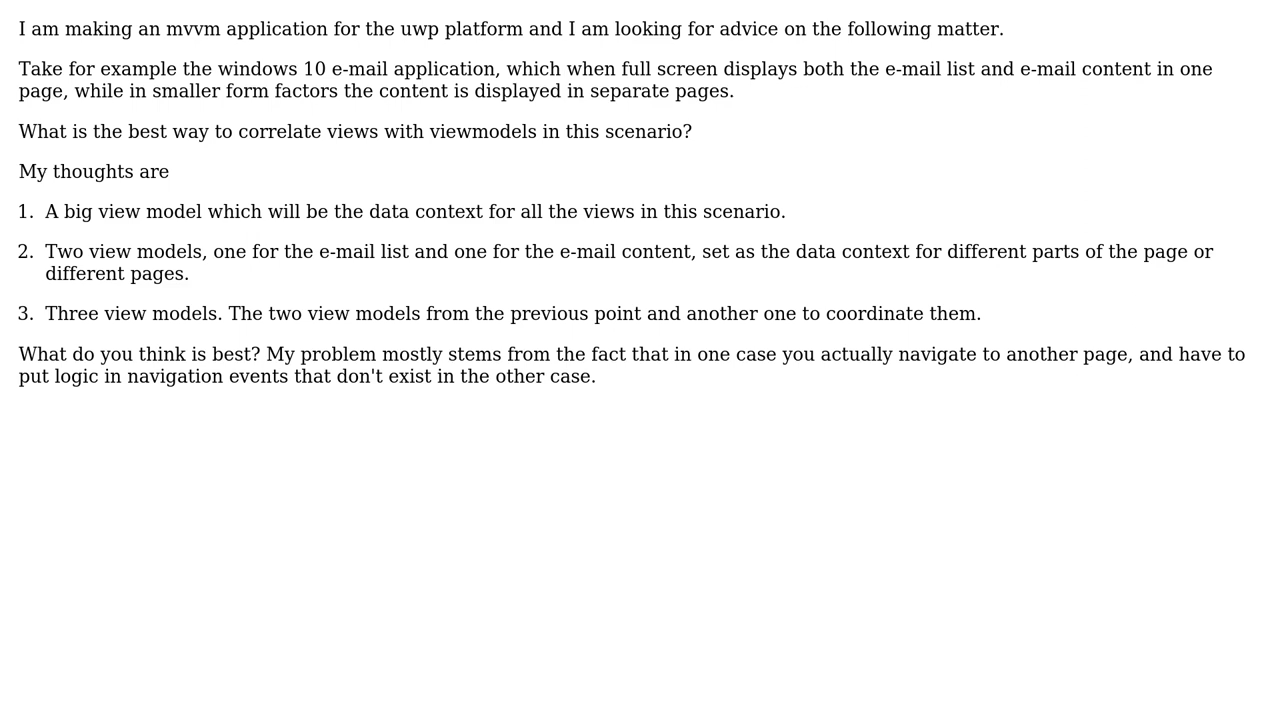 I am making an mvvm application for the uwp platform and I am looking for advice on the following matter.
Take for example the windows 10 e-mail application, which when full screen displays both the e-mail list and e-mail content in one
page, while in smaller form factors the content is displayed in separate pages.
What is the best way to correlate views with viewmodels in this scenario?
My thoughts are
1. A big view model which will be the data context for all the views in this scenario.
2. Two view models, one for the e-mail list and one for the e-mail content, set as the data context for different parts of the page or
different pages.
3. Three view models. The two view models from the previous point and another one to coordinate them.
What do you think is best? My problem mostly stems from the fact that in one case you actually navigate to another page, and have to
put logic in navigation events that don't exist in the other case.